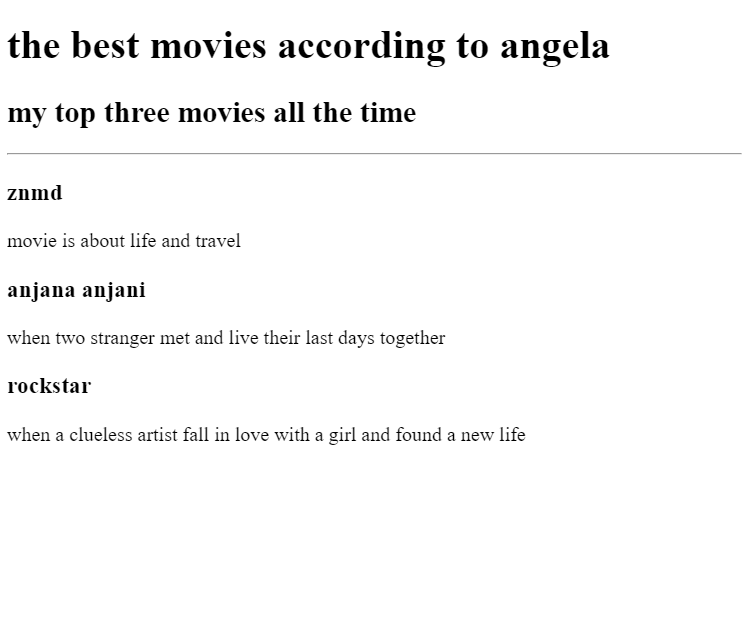 the best movies according to angela
my top three movies all the time
znmd
movie is about life and travel
anjana anjani
when two stranger met and live their last days together
rockstar
when a clueless artist fall in love with a girl and found a new life